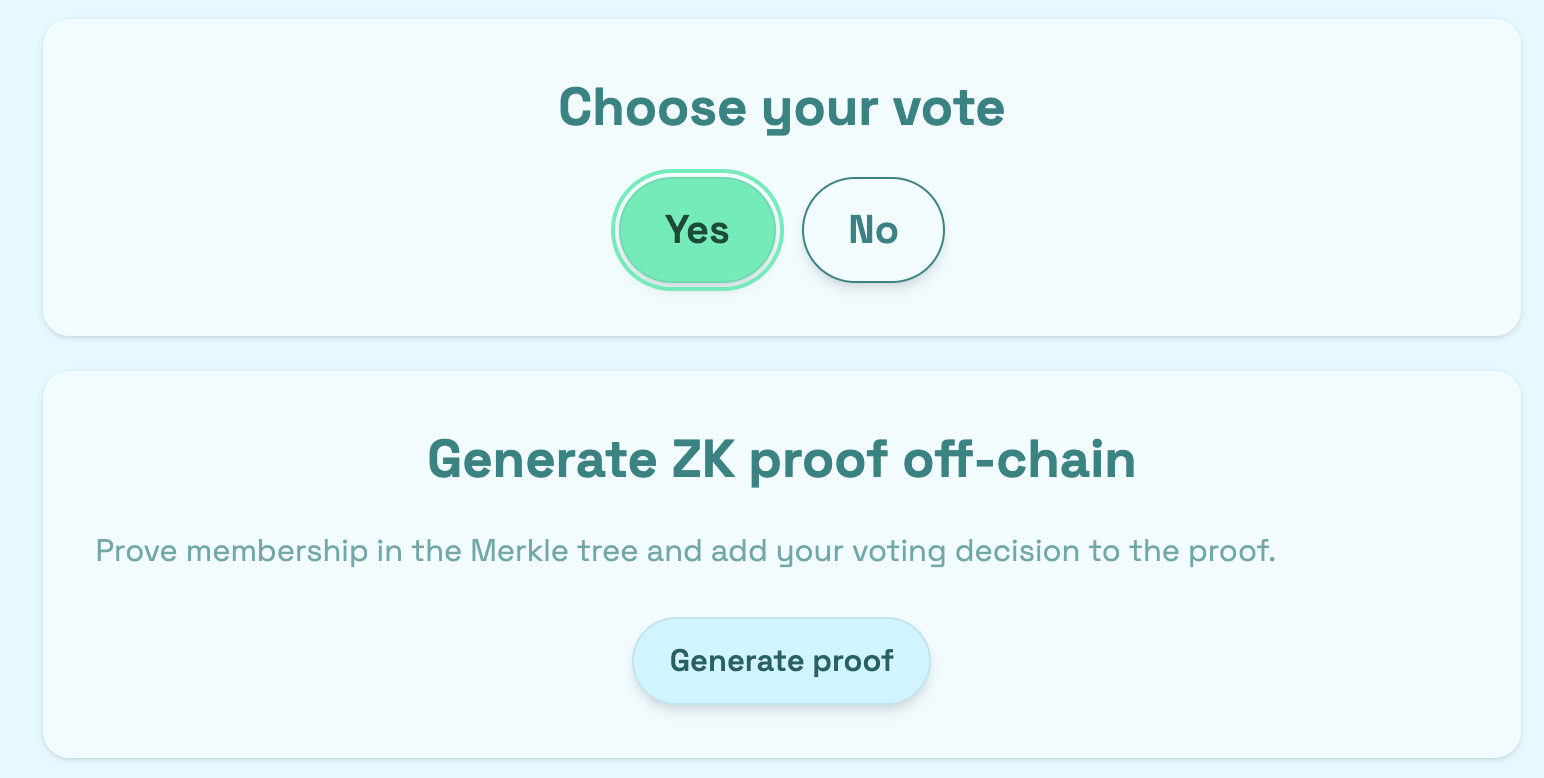 Choose your vote
Yes No
Generate ZK proof off-chain
Prove membership in the Merkle tree and add your voting decision to the proof.
Generate proof